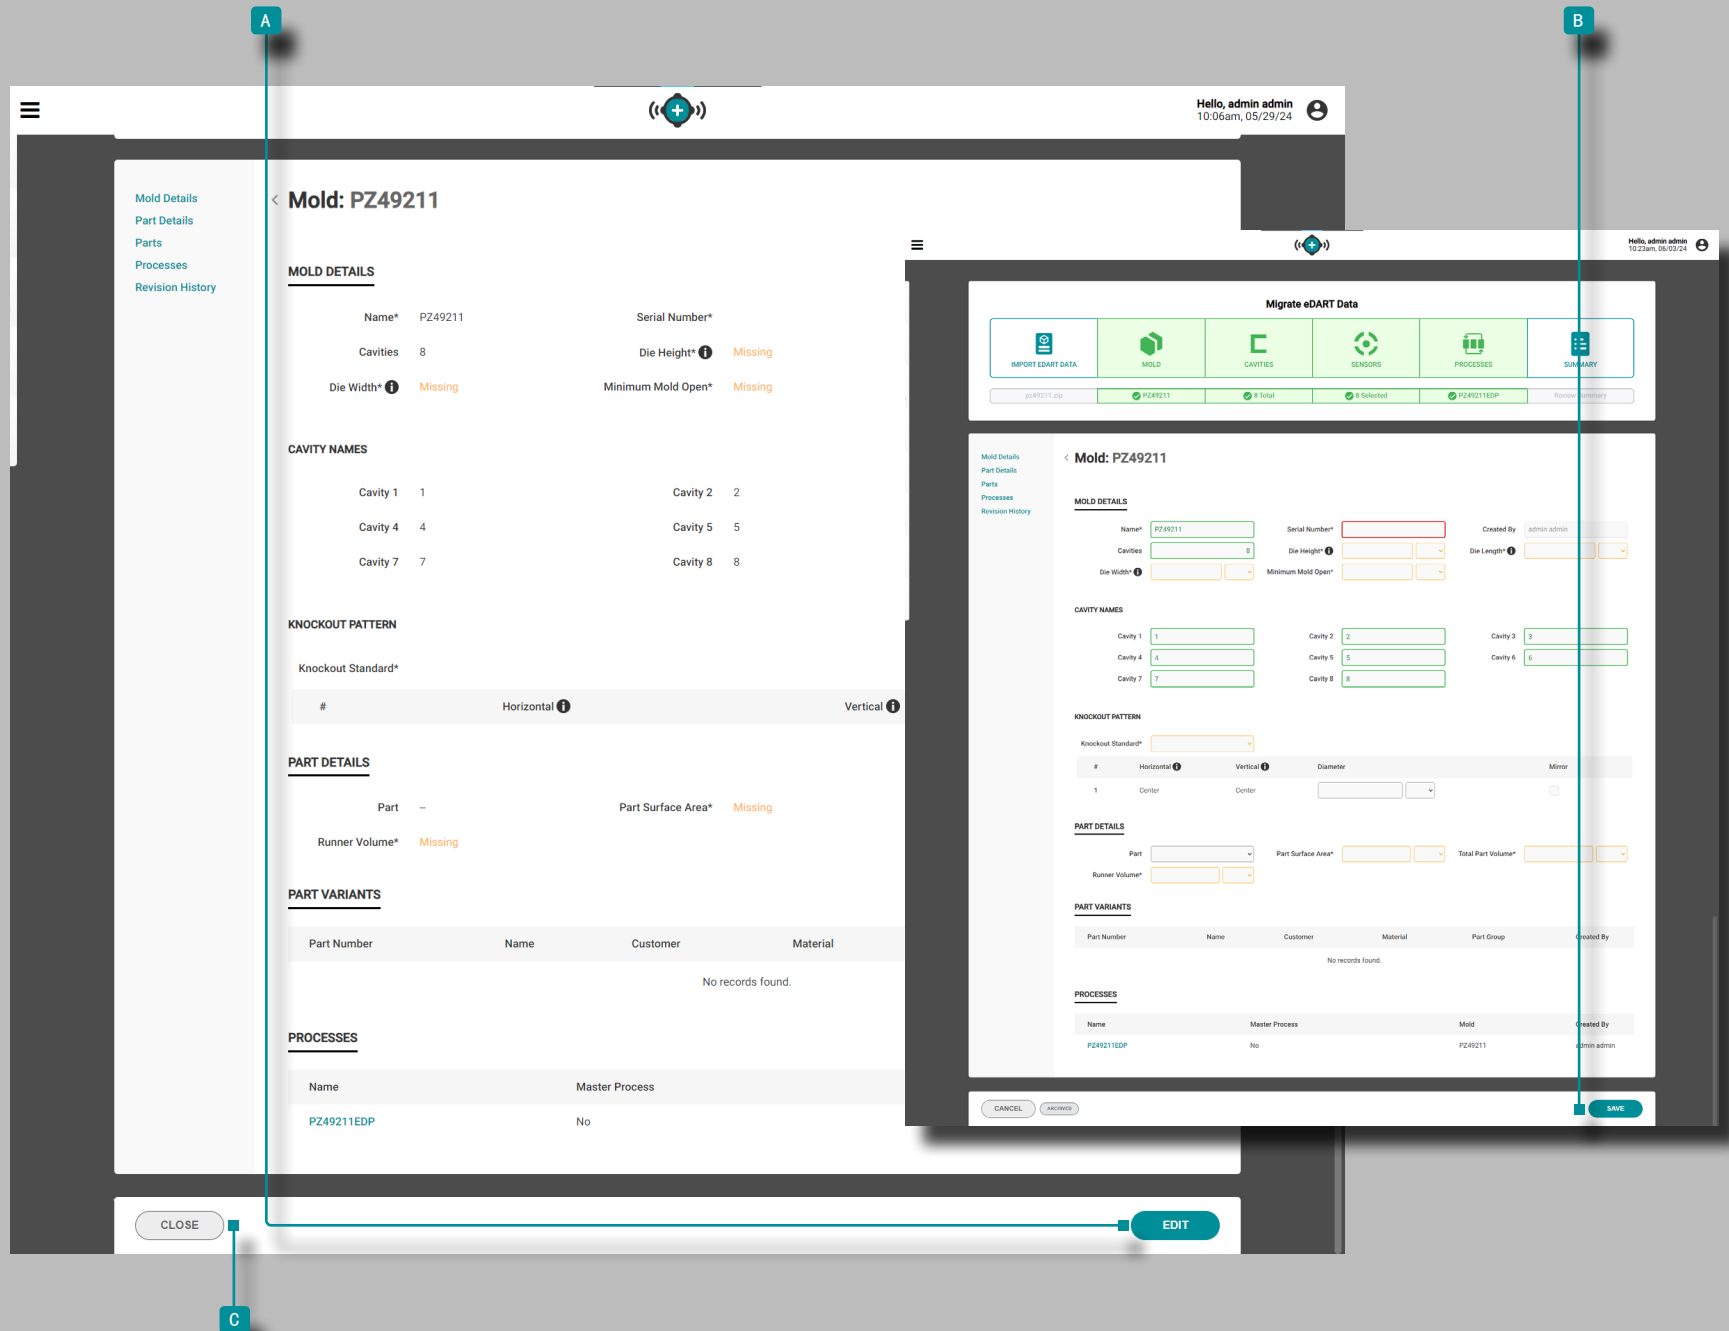 A
B
Hello, admin admin
10:06am, 05/29/24
Mold Details
Part Details
Parts
Processes
Revision History
Mold: PZ49211
MOLD DETAILS
Name* PZ49211 Serial Number*
Cavities 8 Die Height* Missing
Die Width* Missing Minimum Mold Open* Missing
CAVITY NAMES
Cavity 1 1 Cavity 2 2
Cavity 4 4 Cavity 5 5
Cavity 7 7 Cavity 8 8
KNOCKOUT PATTERN
Knockout Standard*
# Horizontal Vertical
PART DETAILS
Part -- Part Surface Area* Missing
Runner Volume* Missing
PART VARIANTS
Part Number Name Customer Material
No records found.
PROCESSES
Name Master Process
PZ49211EDP No
CLOSE EDIT
C
Hello, admin admin
10:23am, 06/03/24
Migrate eDART Data
IMPORT EDART DATA MOLD CAVITIES SENSORS PROCESSES SUMMARY
pz49211.zip PZ49211 8 Total 8 Selected PZ49211EDP Review Summary
Mold Details
Part Details
Parts
Processes
Revision History
Mold: PZ49211
MOLD DETAILS
Name* PZ49211 Serial Number* Created By admin admin
Cavities 8 Die Height* Die Length*
Die Width* Minimum Mold Open*
CAVITY NAMES
Cavity 1 1 Cavity 2 2 Cavity 3 3
Cavity 4 4 Cavity 5 5 Cavity 6 6
Cavity 7 7 Cavity 8 8
KNOCKOUT PATTERN
Knockout Standard*
# Horizontal Vertical Diameter Mirror
1 Center Center
PART DETAILS
Part Part Surface Area* Total Part Volume*
Runner Volume*
PART VARIANTS
Part Number Name Customer Material Part Group Created By
No records found.
PROCESSES
Name Master Process Mold Created By
PZ49211EDP No PZ49211 admin admin
CANCEL ARCHIVED SAVE